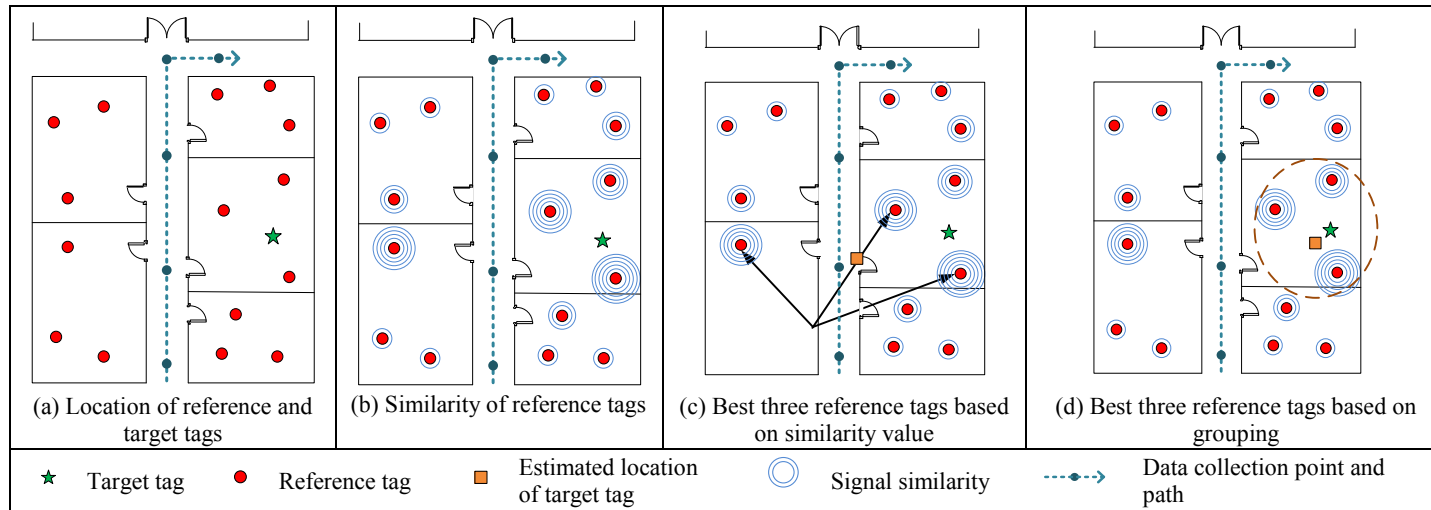 (a) Location of reference and
target tags
(b) Similarity of reference tags
(c) Best three reference tags based
on similarity value
(d) Best three reference tags based on
grouping
Target tag
Reference tag
Estimated location
of target tag
Signal similarity
Data collection point and
path